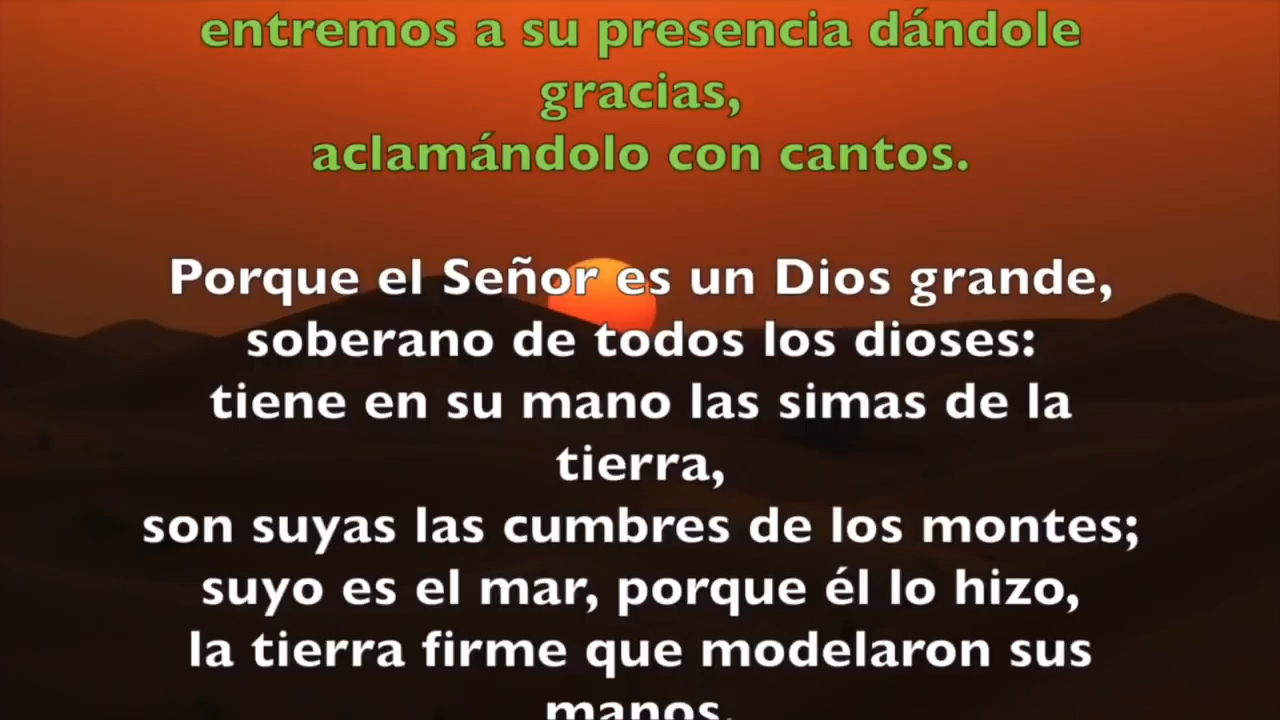 entremos a su presencia dándole
gracias,
aclamándolo con cantos.
Porque el Señor es un Dios grande,
soberano de todos los dioses:
tiene en su mano las simas de la
tierra,
son suyas las cumbres de los montes;
suyo es el mar, porque él lo hizo,
la tierra firme que modelaron sus
manos.